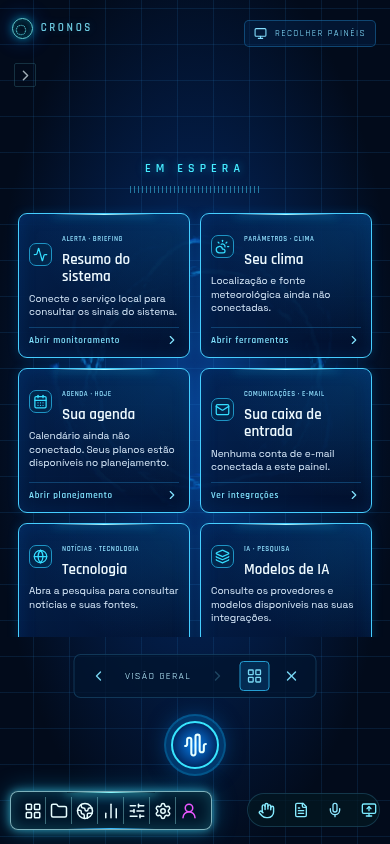 CRONOS
RECOLHER PAINÉIS
EM ESPERA
ALERTA · BRIEFING
Resumo do
sistema
Conecte o serviço local para
consultar os sinais do sistema.
Abrir monitoramento
PARÂMETROS · CLIMA
Seu clima
Localização e fonte
meteorológica ainda não
conectadas.
Abrir ferramentas
AGENDA · HOJE
Sua agenda
Calendário ainda não
conectado. Seus planos estão
disponíveis no planejamento.
Abrir planejamento
COMUNICAÇÕES · E-MAIL
Sua caixa de
entrada
Nenhuma conta de e-mail
conectada a este painel.
Ver integrações
NOTÍCIAS · TECNOLOGIA
Tecnologia
Abra a pesquisa para consultar
notícias e suas fontes.
IA · PESQUISA
Modelos de IA
Consulte os provedores e
modelos disponíveis nas suas
integrações.
VISÃO GERAL